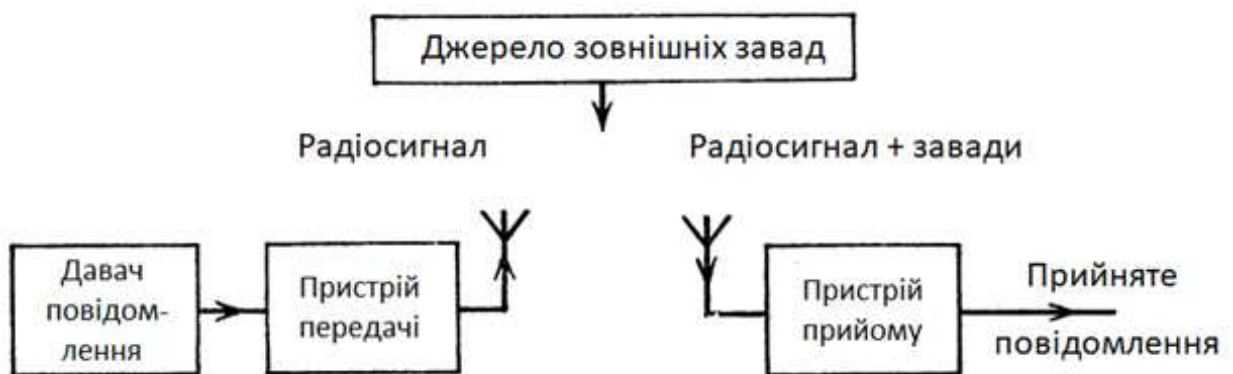 Джерело зовнішніх завад
Радіосигнал
Радіосигнал + завади
Давач
повідом-
лення
Пристрій
передачі
Пристрій
прийому
Прийняте
повідомлення